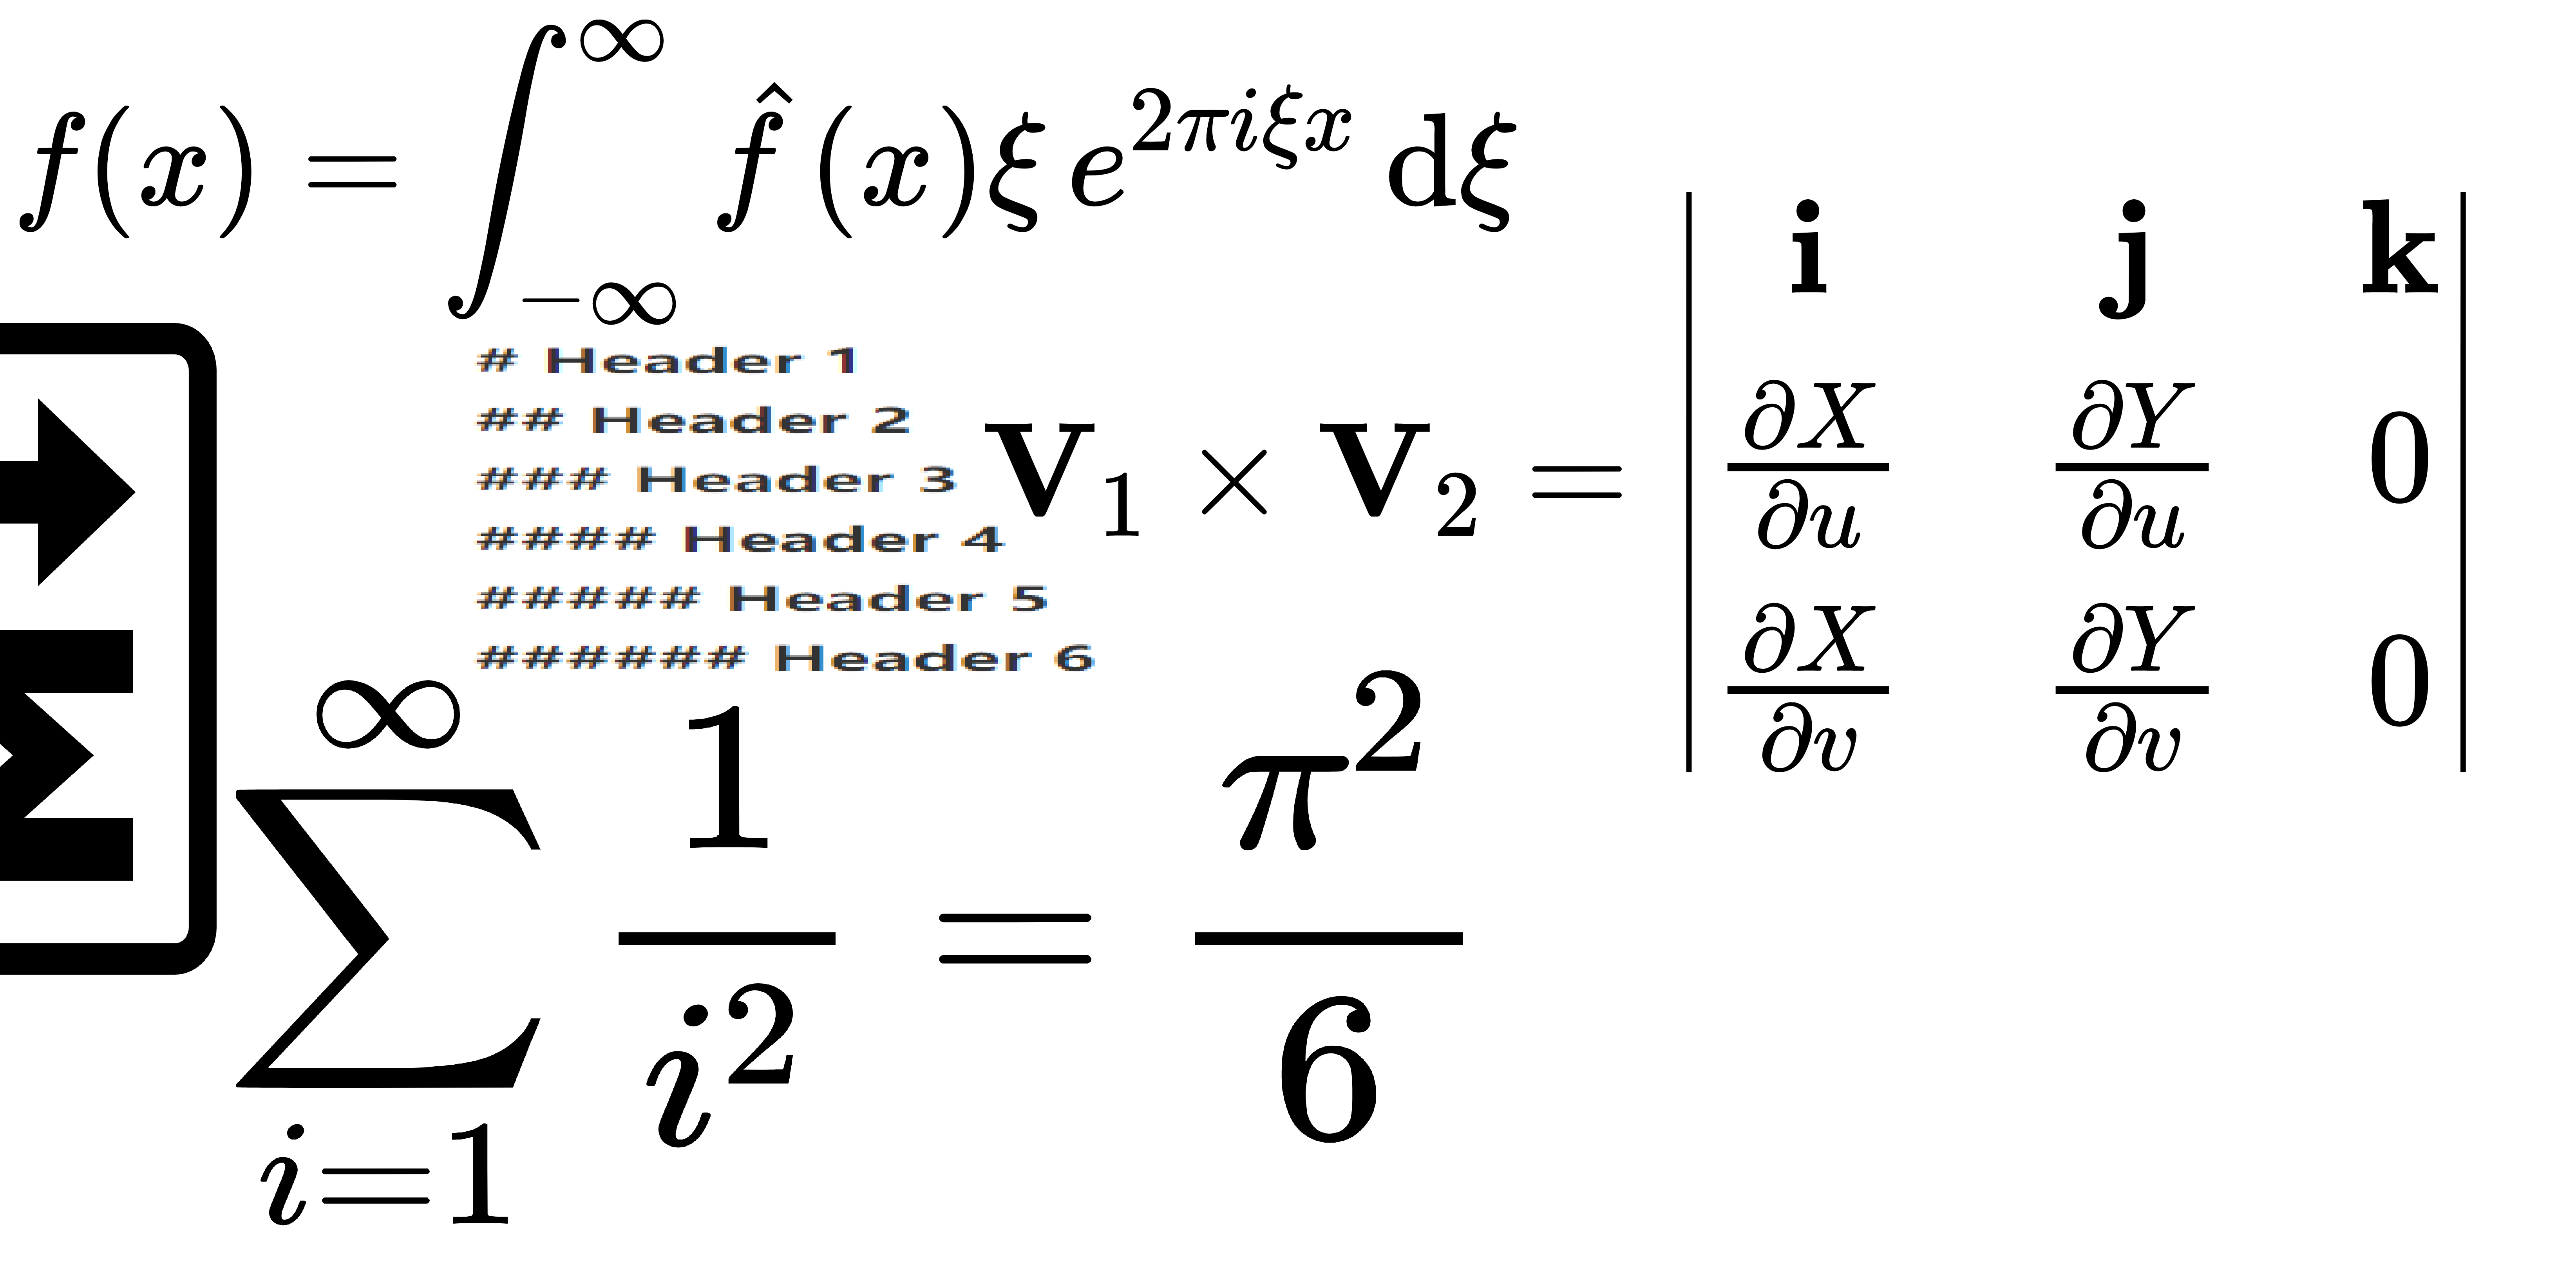 f(x) = ∫_{-∞}^{∞} f̂ (x)ξ e^{2πiξx} dξ
# Header 1
## Header 2
### Header 3
#### Header 4
##### Header 5
###### Header 6
V₁ × V₂ = | i j k |
| ∂X/∂u ∂Y/∂u 0 |
| ∂X/∂v ∂Y/∂v 0 |
∑_{i=1}^{∞} 1/i² = π²/6